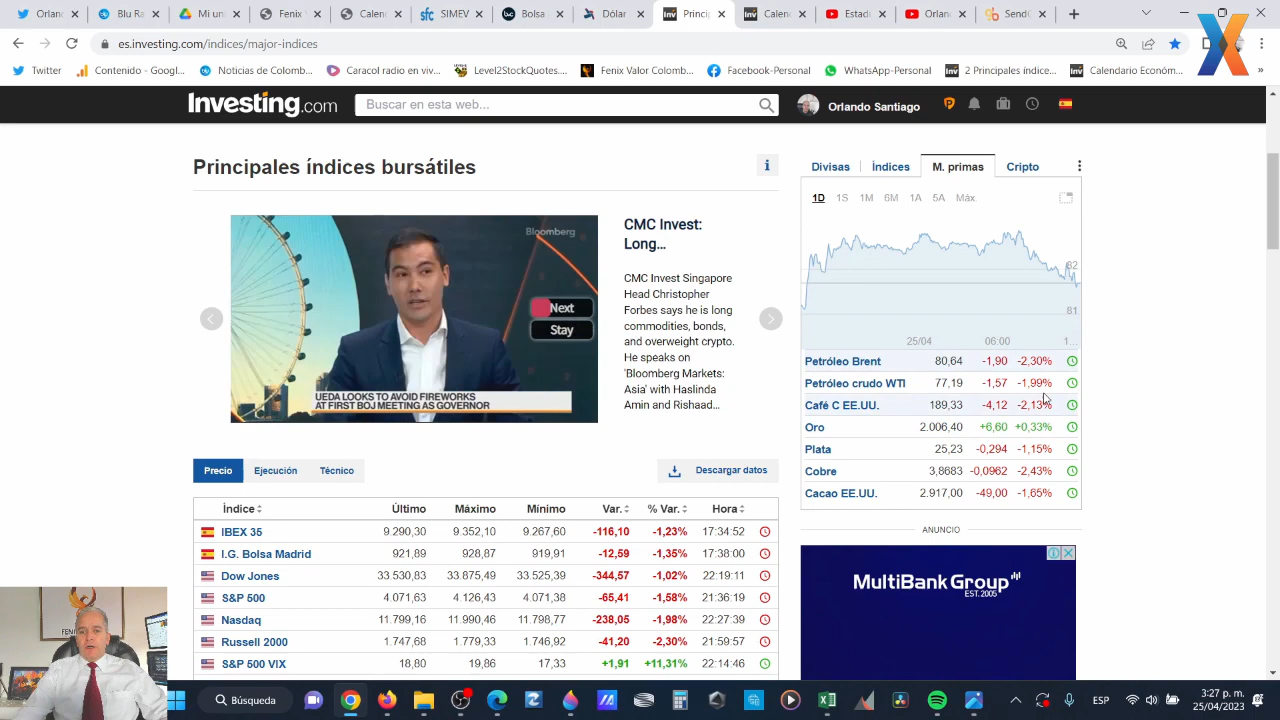 Orlan
Blu Ra
Mi un
Fenix
Calen
SIMEV
Bolsa
Dólar
Princip
Calend
Estadí
Orlan
SendG
es.investing.com/indices/major-indices
Twitter
Contenido - Googl...
Noticias de Colomb...
Caracol radio en viv...
Level2StockQuotes....
Fenix Valor Colomb...
Facebook-Personal
WhatsApp-Personal
2 Principales índice...
Calendario Económ...
Investing.com
Buscar en esta web...
Orlando Santiago
Principales índices bursátiles
Divisas
Índices
M. primas
Cripto
1D 1S 1M 6M 1A 5A Máx.
Bloomberg
Next
Stay
UEDA LOOKS TO AVOID FIREWORKS
AT FIRST BOJ MEETING AS GOVERNOR
CMC Invest:
Long...
CMC Invest Singapore
Head Christopher
Forbes says he is long
commodities, bonds,
and overweight crypto.
He speaks on
'Bloomberg Markets:
Asia' with Haslinda
Amin and Rishaad...
82
81
25/04 06:00 1...
Petróleo Brent 80,64 -1,90 -2,30%
Petróleo crudo WTI 77,19 -1,57 -1,99%
Café C EE.UU. 189,33 -4,12 -2,13%
Oro 2.006,40 +6,60 +0,33%
Plata 25,23 -0,294 -1,15%
Cobre 3,8683 -0,0962 -2,43%
Cacao EE.UU. 2.917,00 -49,00 -1,65%
ANUNCIO
MultiBank Group
EST.2005
Precio
Ejecución
Técnico
Descargar datos
Índice Último Máximo Mínimo Var. % Var. Hora
IBEX 35 9.290,30 9.352,10 9.267,60 -116,10 -1,23% 17:34:52
I.G. Bolsa Madrid 921,89 928,87 919,91 -12,59 -1,35% 17:38:00
Dow Jones 33.530,83 33.875,49 33.525,39 -344,57 -1,02% 22:19:11
S&P 500 4.071,63 4.126,43 4.071,38 -65,41 -1,58% 21:36:19
Nasdaq 11.799,16 11.990,46 11.798,77 -238,05 -1,98% 22:27:39
Russell 2000 1.747,68 1.779,33 1.746,92 -41,20 -2,30% 21:59:57
S&P 500 VIX 18,80 19,86 17,33 +1,91 +11,31% 22:14:46
Búsqueda
ESP
3:27 p. m.
25/04/2023